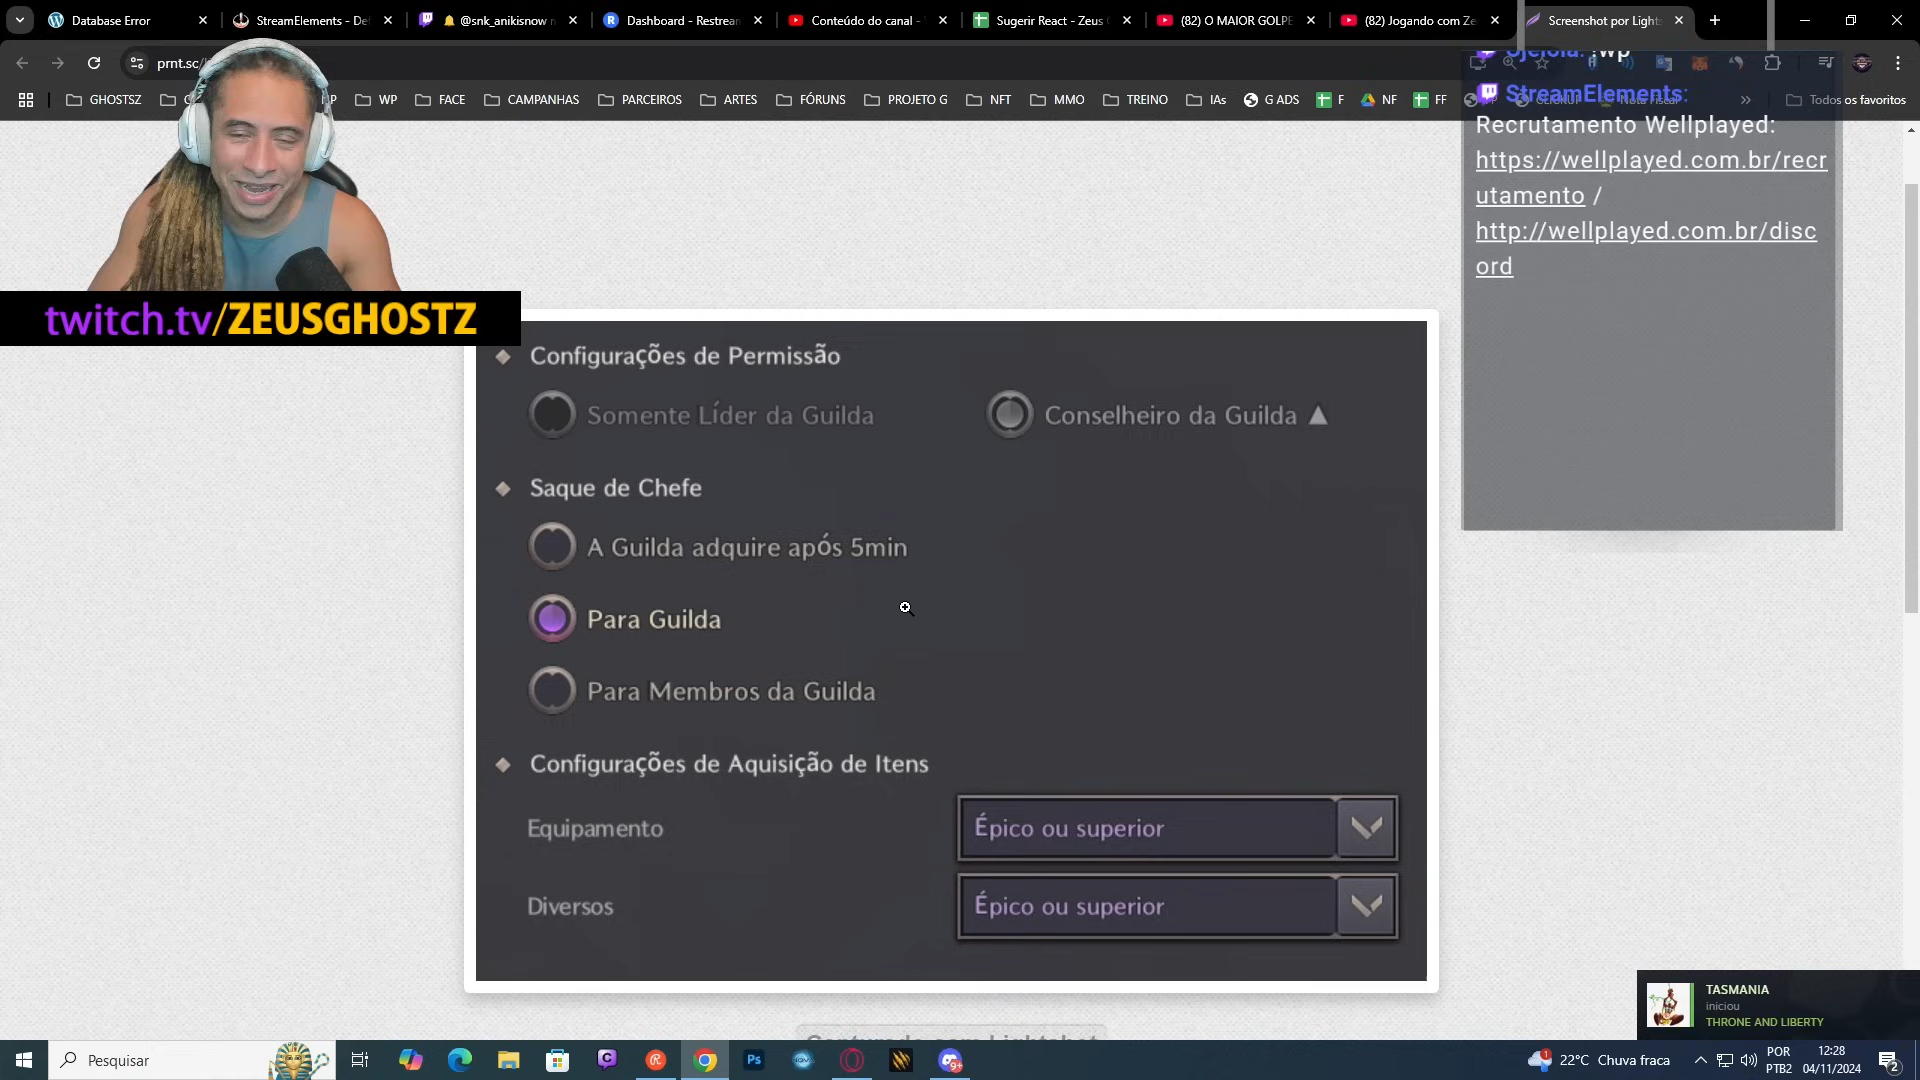 Database Error
StreamElements - De
@snk_anikisnow n
Dashboard - Restrean
Conteúdo do canal -
Sugerir React - Zeus
(82) O MAIOR GOLPE
(82) Jogando com Ze
Screenshot por Lights
prnt.sc/
GHOSTSZ
WP
FACE
CAMPANHAS
PARCEIROS
ARTES
FÓRUNS
PROJETO G
NFT
MMO
TREINO
IAs
G ADS
F
NF
FF
Todos os favoritos
!wp
StreamElements:
Recrutamento Wellplayed:
https://wellplayed.com.br/recr
utamento /
http://wellplayed.com.br/disc
ord
twitch.tv/ZEUSGHOSTZ
Configurações de Permissão
Somente Líder da Guilda
Conselheiro da Guilda ▲
Saque de Chefe
A Guilda adquire após 5min
Para Guilda
Para Membros da Guilda
Configurações de Aquisição de Itens
Equipamento
Épico ou superior
Diversos
Épico ou superior
TASMANIA
iniciou
THRONE AND LIBERTY
Pesquisar
22°C Chuva fraca
POR
PTB2
12:28
04/11/2024